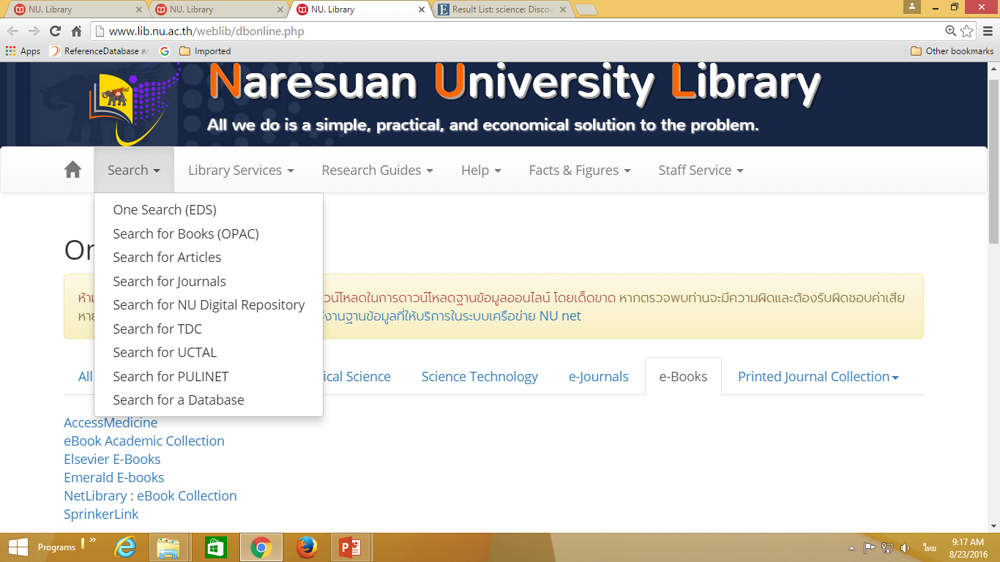 NU. Library
NU. Library
NU. Library
Result List: science: Discov
www.lib.nu.ac.th/weblib/dbonline.php
Apps
ReferenceDatabase
Imported
Other bookmarks
Naresuan University Library
All we do is a simple, practical, and economical solution to the problem.
Search
Library Services
Research Guides
Help
Facts & Figures
Staff Service
One Search (EDS)
Search for Books (OPAC)
Search for Articles
Search for Journals
Search for NU Digital Repository
Search for TDC
Search for UCTAL
Search for PULINET
Search for a Database
On
ห้าม
วน์โหลดในการดาวน์โหลดฐานข้อมูลออนไลน์ โดยเด็ดขาด หากตรวจพบท่านจะมีความผิดและต้องรับผิดชอบค่าเสีย
หาย
ช้งานฐานข้อมูลที่ให้บริการในระบบเครือข่าย NU net
All
ical Science
Science Technology
e-Journals
e-Books
Printed Journal Collection
AccessMedicine
eBook Academic Collection
Elsevier E-Books
Emerald E-books
NetLibrary : eBook Collection
SprinkerLink
Programs
»
ไทย
9:17 AM
8/23/2016